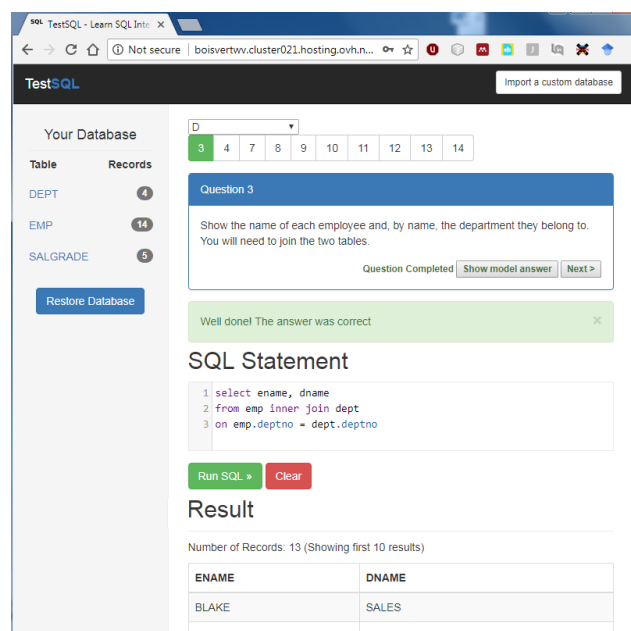 SQL TestSQL - Learn SQL Inte
Not secure | boisvertwv.cluster021.hosting.ovh.n...
TestSQL
Import a custom database
Your Database
Table Records
DEPT 4
EMP 14
SALGRADE 5
Restore Database
D
3 4 7 8 9 10 11 12 13 14
Question 3
Show the name of each employee and, by name, the department they belong to.
You will need to join the two tables.
Question Completed Show model answer Next >
Well done! The answer was correct ×
SQL Statement
1 select ename, dname
2 from emp inner join dept
3 on emp.deptno = dept.deptno
Run SQL » Clear
Result
Number of Records: 13 (Showing first 10 results)
ENAME DNAME
BLAKE SALES